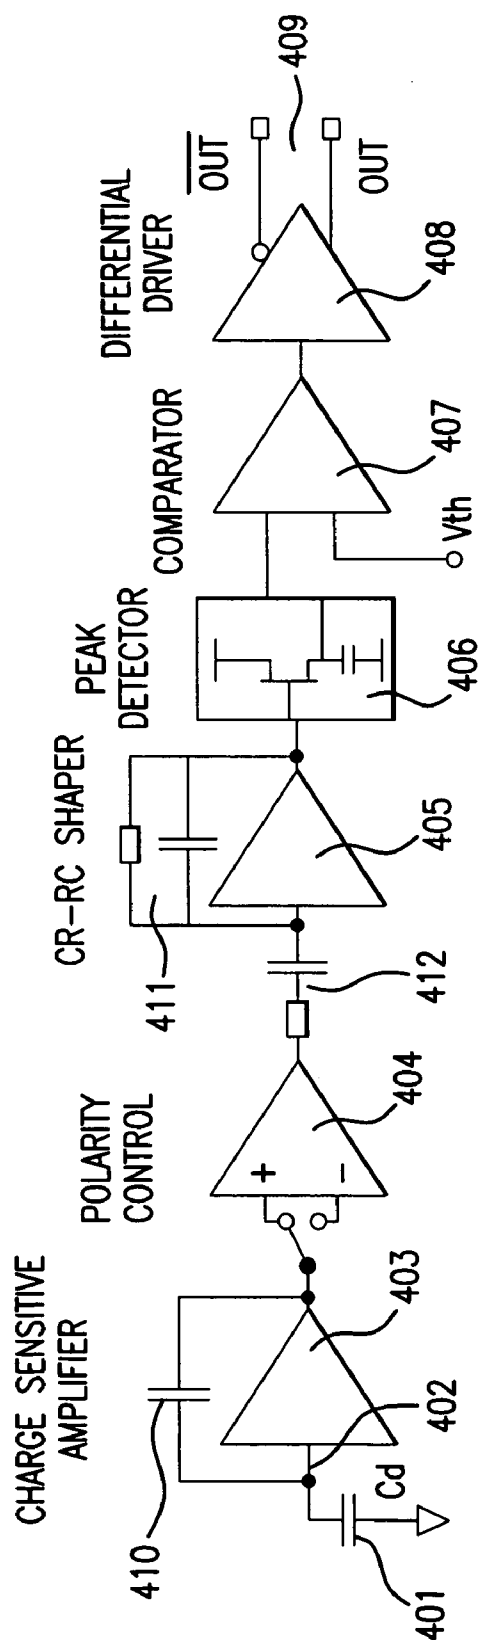 CHARGE SENSITIVE
AMPLIFIER
POLARITY
CONTROL
CR-RC SHAPER
PEAK
DETECTOR
COMPARATOR
DIFFERENTIAL
DRIVER
OUT
409
OUT
410
411
+
−
Cd
401
402
403
404
412
405
406
Vth
407
408